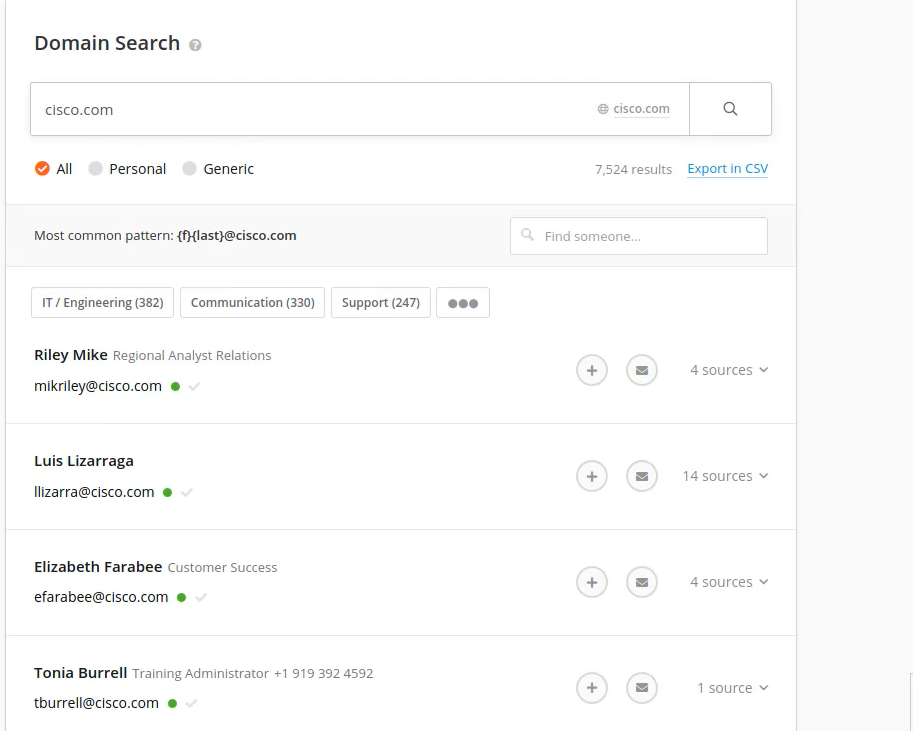 Domain Search ?
cisco.com cisco.com
All Personal Generic 7,524 results Export in CSV
Most common pattern: {f}{last}@cisco.com Find someone...
IT / Engineering (382) Communication (330) Support (247)
Riley Mike Regional Analyst Relations
4 sources
mikriley@cisco.com
Luis Lizarraga
14 sources
llizarra@cisco.com
Elizabeth Farabee Customer Success
4 sources
efarabee@cisco.com
Tonia Burrell Training Administrator +1 919 392 4592
1 source
tburrell@cisco.com